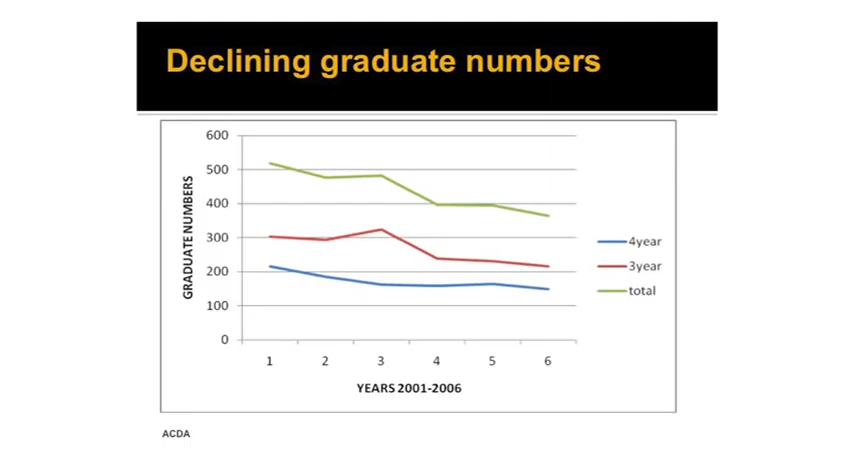 Declining graduate numbers
600
500
400
300
200
100
0
GRADUATE NUMBERS
1 2 3 4 5 6
YEARS 2001-2006
4year
3year
total
ACDA